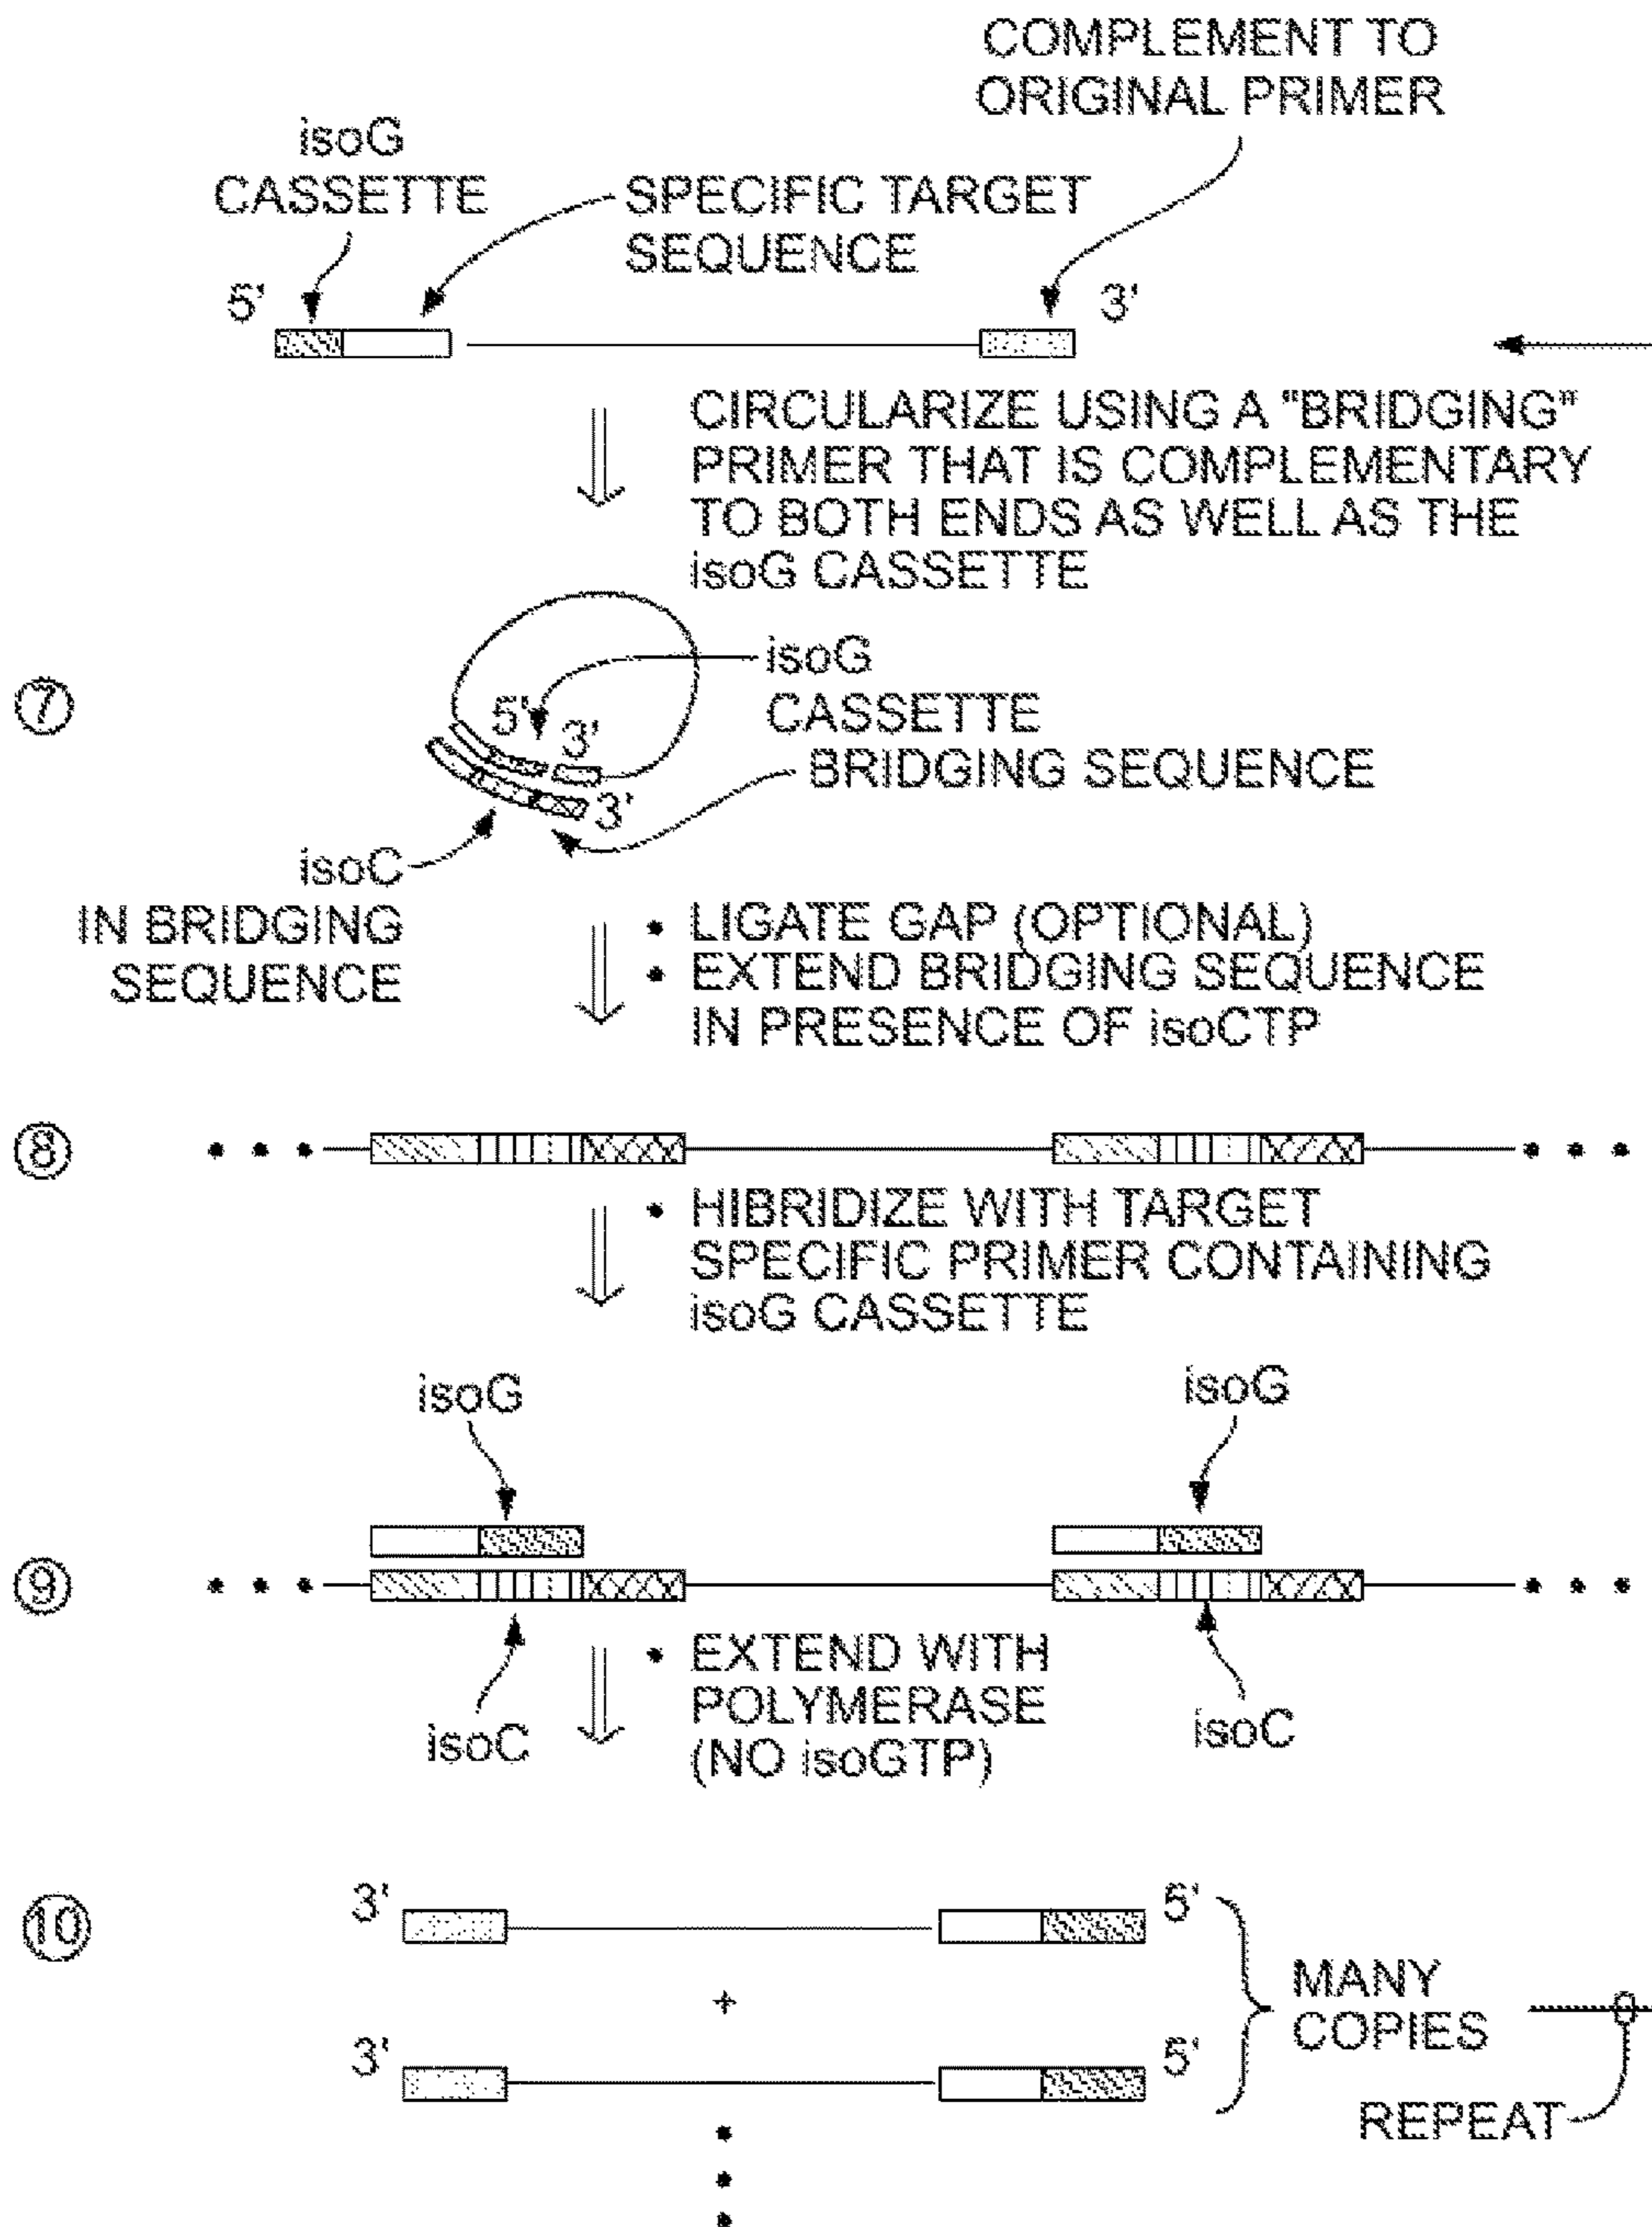 COMPLEMENT TO
ORIGINAL PRIMER
isoG
CASSETTE
SPECIFIC TARGET
SEQUENCE
5'
3'
CIRCULARIZE USING A "BRIDGING"
PRIMER THAT IS COMPLEMENTARY
TO BOTH ENDS AS WELL AS THE
isoG CASSETTE
7
5'
3'
isoG
CASSETTE
BRIDGING SEQUENCE
3'
isoC
IN BRIDGING
SEQUENCE
• LIGATE GAP (OPTIONAL)
• EXTEND BRIDGING SEQUENCE
IN PRESENCE OF isoCTP
8
• HIBRIDIZE WITH TARGET
SPECIFIC PRIMER CONTAINING
isoG CASSETTE
isoG
isoG
9
isoC
• EXTEND WITH
POLYMERASE
(NO isoGTP)
isoC
10
3'
5'
+
3'
5'
MANY
COPIES
REPEAT